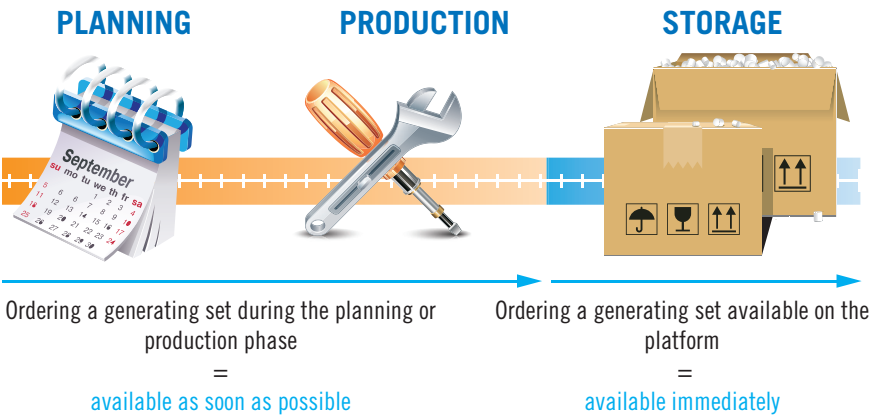 PLANNING
PRODUCTION
STORAGE
September
su mo tu we th fr sa
Ordering a generating set during the planning or
production phase
=
available as soon as possible
Ordering a generating set available on the
platform
=
available immediately